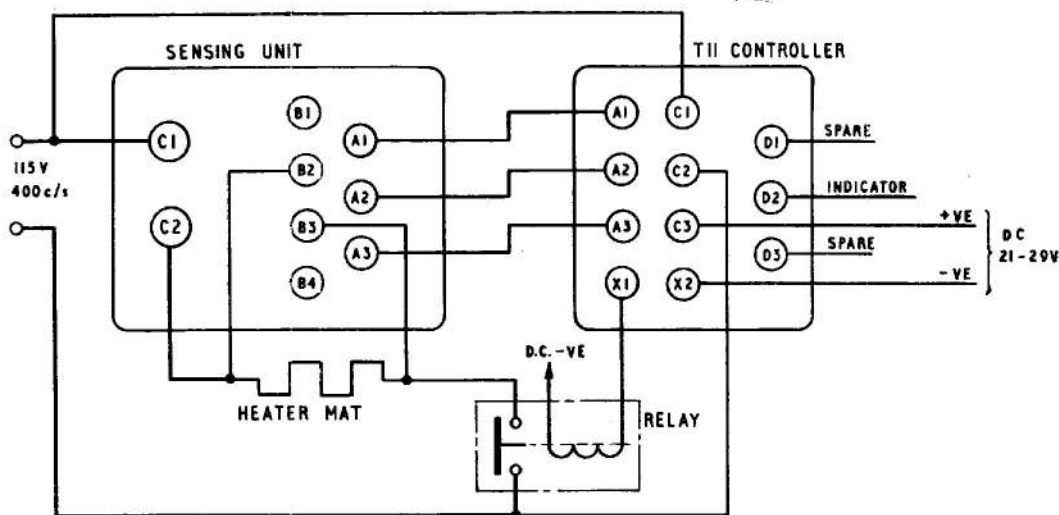 SENSING UNIT
TII CONTROLLER
B1
A1
C1
C1
A1
D1
SPARE
115V
400c/s
B2
A2
C2
A2
D2
INDICATOR
C2
B3
A3
C3
+VE
A3
D3
SPARE
DC
21-29V
B4
X1
X2
-VE
D.C.-VE
HEATER MAT
RELAY